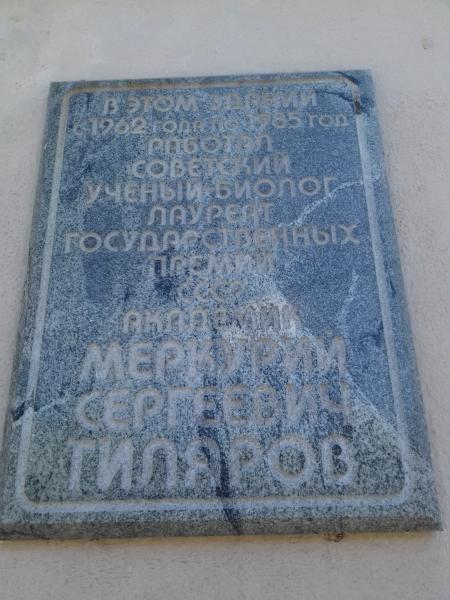 В ЭТОМ ЗДАНИИ
С 1962 ГОДА ПО 1985 ГОД
РАБОТАЛ
СОВЕТСКИЙ
УЧЕНЫЙ-БИОЛОГ
ЛАУРЕАТ
ГОСУДАРСТВЕННЫХ
ПРЕМИЙ
СССР
АКАДЕМИК
МЕРКУРИЙ
СЕРГЕЕВИЧ
ГИЛЯРОВ